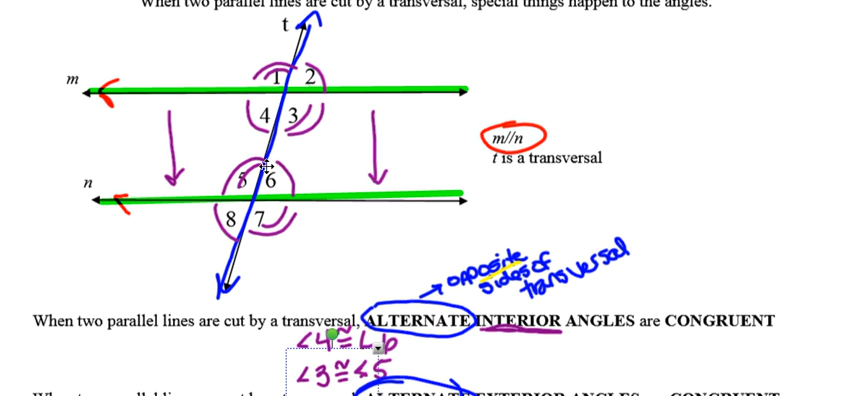 When two parallel lines are cut by a transversal, special things happen to the angles.
t
m
1 2
4 3
m//n
t is a transversal
n
5 6
8 7
→ opposite
sides of
transversal
When two parallel lines are cut by a transversal, ALTERNATE INTERIOR ANGLES are CONGRUENT
∠4 ≅ ∠6
∠3 ≅ ∠5